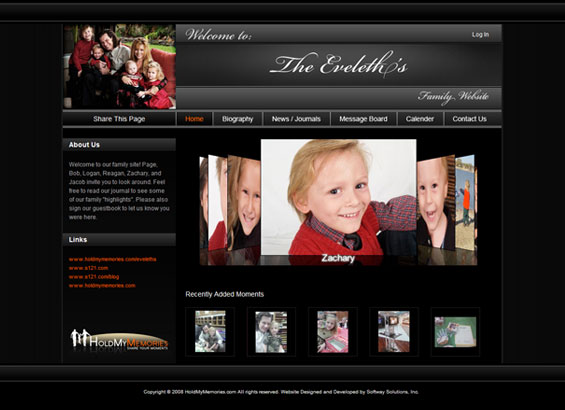 Welcome to:
Log In
The Eveleth's
Family Website
Share This Page
Home
Biography
News / Journals
Message Board
Calender
Contact Us
About Us
Welcome to our family site! Page,
Bob, Logan, Reagan, Zachary, and
Jacob invite you to look around. Feel
free to read our journal to see some
of our family "highlights". Please also
sign our guestbook to let us know you
were here.
Links
www.holdmymemories.com/eveleths
www.s121.com
www.s121.com/blog
www.holdmymemories.com
HOLDMYMEMORIES
SHARE YOUR MOMENTS
Zachary
Recently Added Moments
Copyright © 2008 HoldMyMemories.com All rights reserved. Website Designed and Developed by Softway Solutions, Inc.